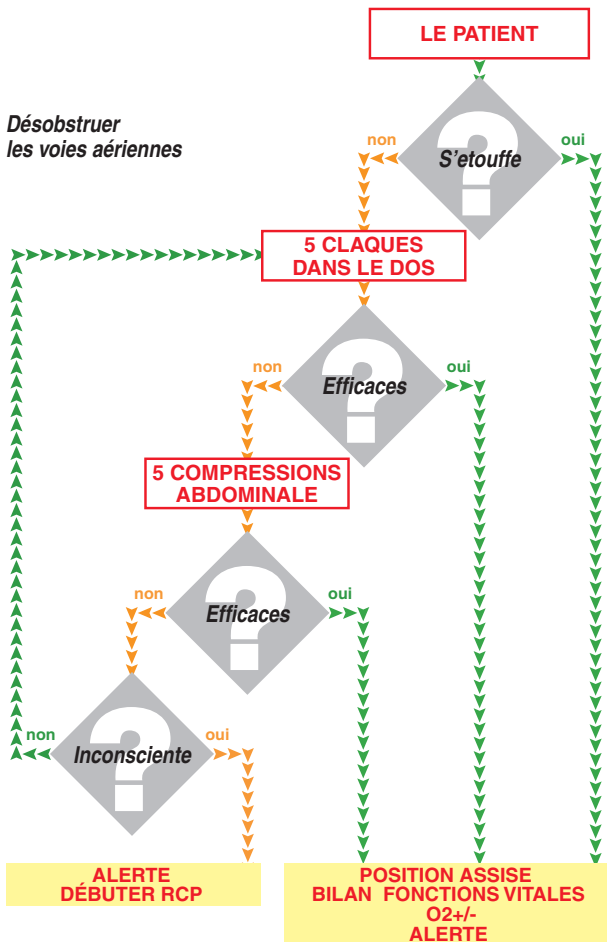 LE PATIENT
Désobstruer
les voies aériennes
?
S'etouffe
non
oui
5 CLAQUES
DANS LE DOS
?
Efficaces
non
oui
5 COMPRESSIONS
ABDOMINALE
?
Efficaces
non
oui
?
Inconsciente
non
oui
ALERTE
DÉBUTER RCP
POSITION ASSISE
BILAN FONCTIONS VITALES
O2+/-
ALERTE